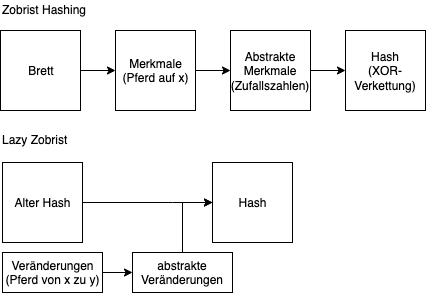 Zobrist Hashing
Brett
Merkmale
(Pferd auf x)
Abstrakte
Merkmale
(Zufallszahlen)
Hash
(XOR-
Verkettung)
Lazy Zobrist
Alter Hash
Hash
Veränderungen
(Pferd von x zu y)
abstrakte
Veränderungen